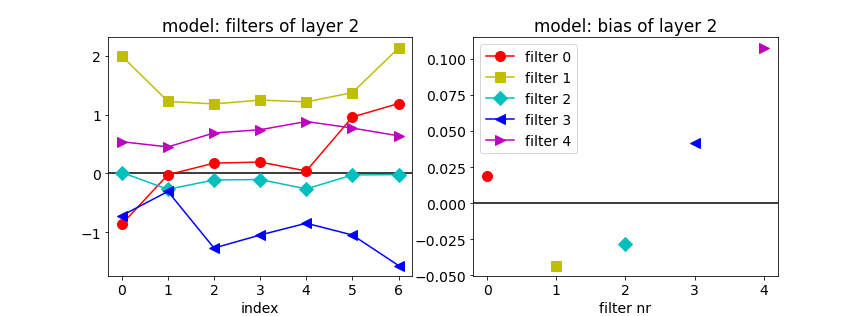 model: filters of layer 2
2
1
0
−1
0 1 2 3 4 5 6
index
model: bias of layer 2
0.100
0.075
0.050
0.025
0.000
−0.025
−0.050
filter 0
filter 1
filter 2
filter 3
filter 4
0 1 2 3 4
filter nr